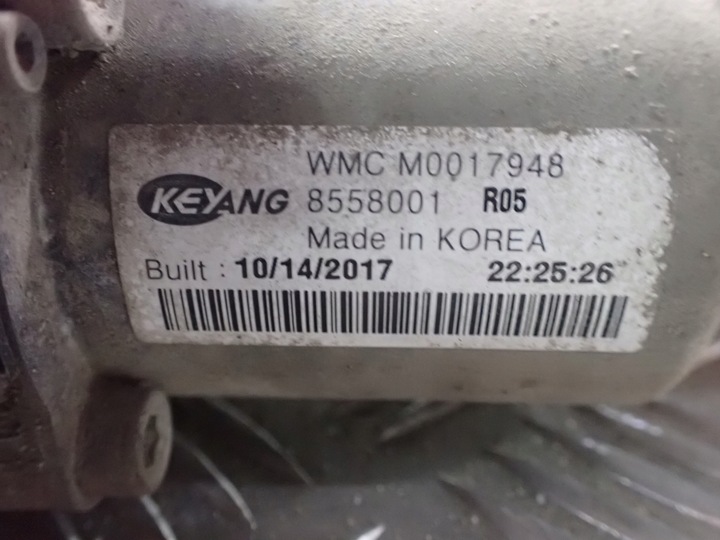 WMC M0017948
KEYANG 8558001 R05
Made in KOREA
Built : 10/14/2017 22:25:26